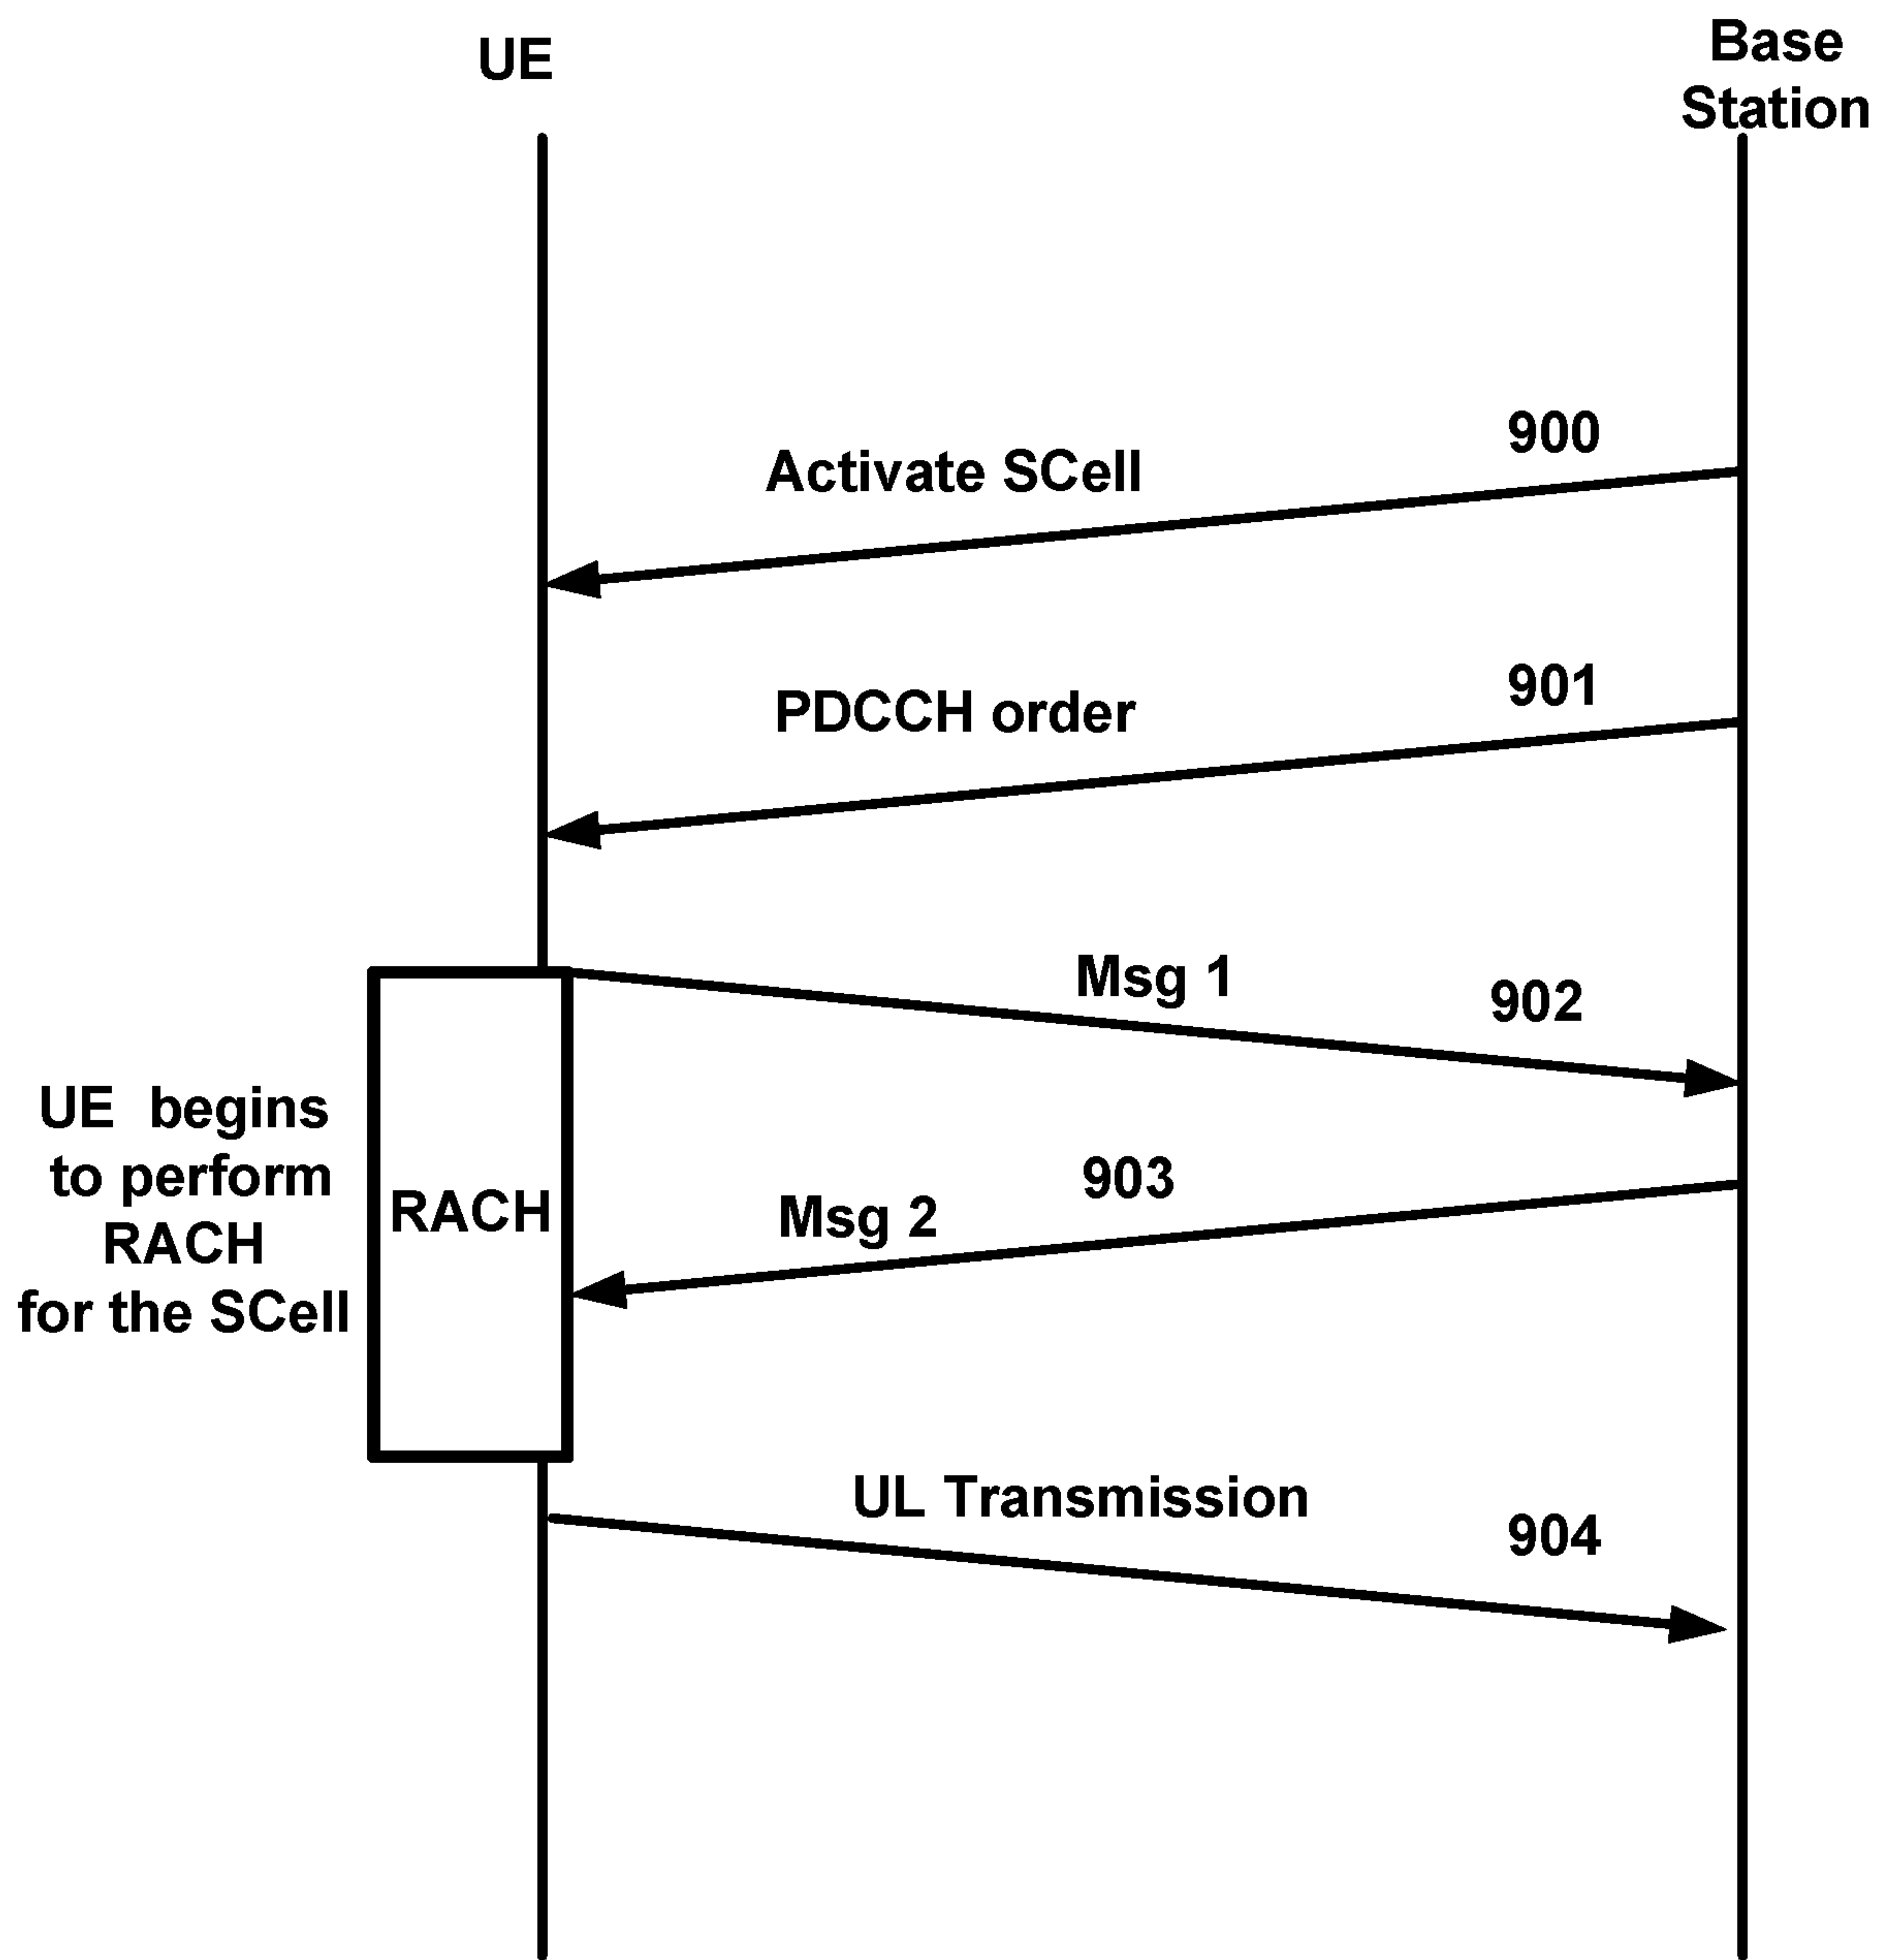 UE
Base
Station
900
Activate SCell
901
PDCCH order
Msg 1
902
UE begins
to perform
RACH
for the SCell
RACH
903
Msg 2
UL Transmission
904